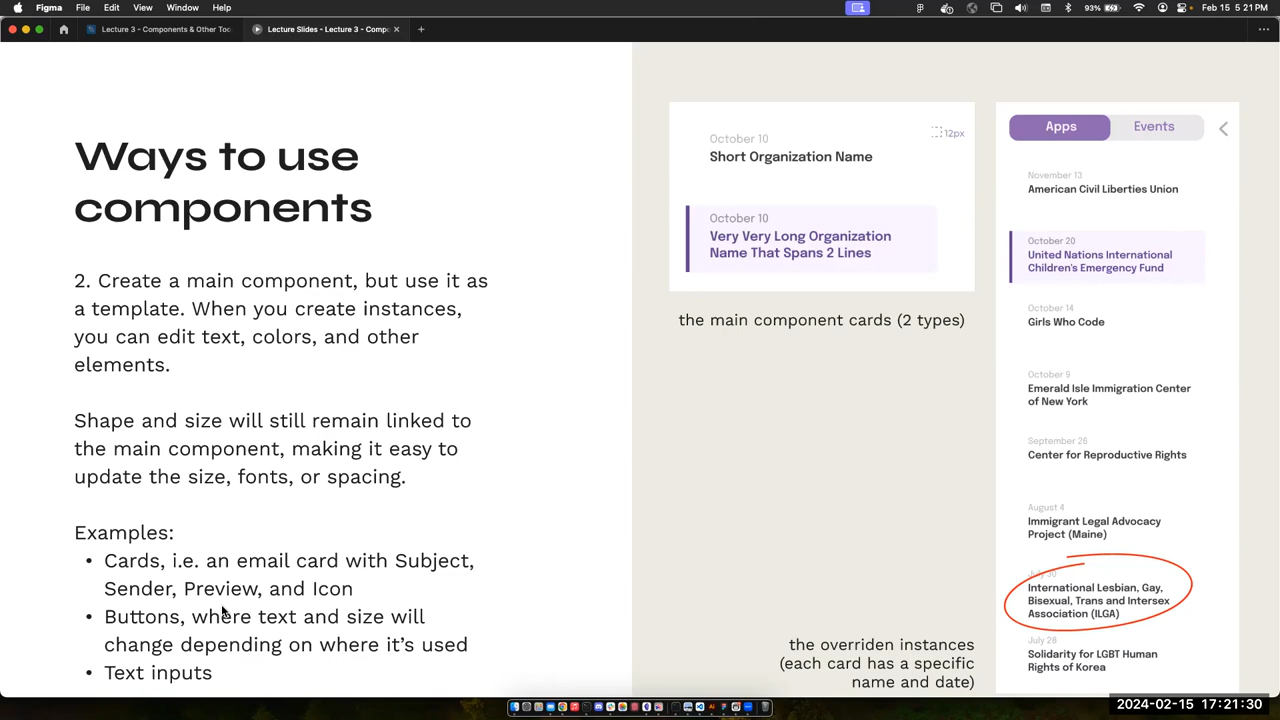 Figma File Edit View Window Help
93% Feb 15 5:21 PM
Lecture 3 - Components & Other Too
Lecture Slides - Lecture 3 - Compo
Ways to use
components
2. Create a main component, but use it as
a template. When you create instances,
you can edit text, colors, and other
elements.
Shape and size will still remain linked to
the main component, making it easy to
update the size, fonts, or spacing.
Examples:
• Cards, i.e. an email card with Subject,
Sender, Preview, and Icon
• Buttons, where text and size will
change depending on where it’s used
• Text inputs
October 10
12px
Short Organization Name
October 10
Very Very Long Organization
Name That Spans 2 Lines
the main component cards (2 types)
the overriden instances
(each card has a specific
name and date)
Apps Events
November 13
American Civil Liberties Union
October 20
United Nations International
Children's Emergency Fund
October 14
Girls Who Code
October 9
Emerald Isle Immigration Center
of New York
September 26
Center for Reproductive Rights
August 4
Immigrant Legal Advocacy
Project (Maine)
July 30
International Lesbian, Gay,
Bisexual, Trans and Intersex
Association (ILGA)
July 28
Solidarity for LGBT Human
Rights of Korea
2024-02-15 17:21:30